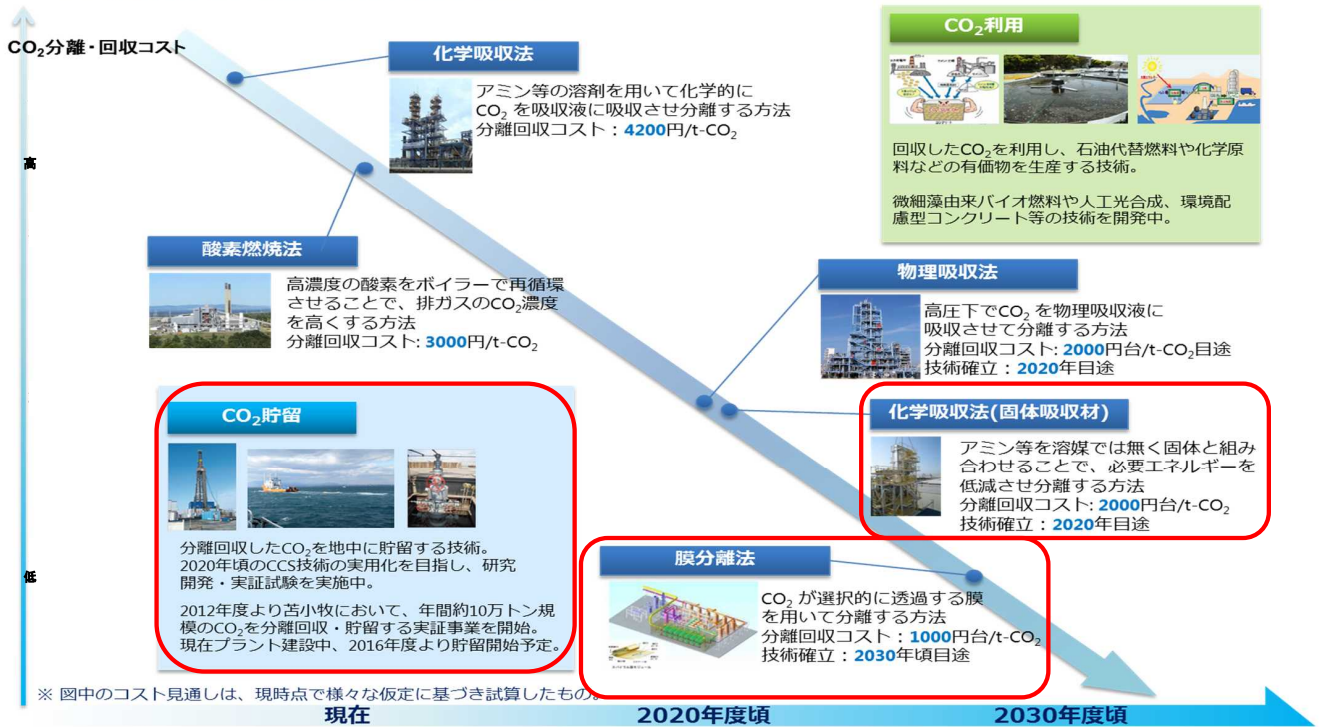 CO₂分離・回収コスト
高
低
化学吸収法
アミン等の溶剤を用いて化学的に
CO₂ を吸収液に吸収させ分離する方法
分離回収コスト：4200円/t-CO₂
CO₂利用
回収したCO₂を利用し、石油代替燃料や化学原
料などの有価物を生産する技術。
微細藻由来バイオ燃料や人工光合成、環境配
慮型コンクリート等の技術を開発中。
酸素燃焼法
高濃度の酸素をボイラーで再循環
させることで、排ガスのCO₂濃度
を高くする方法
分離回収コスト: 3000円/t-CO₂
物理吸収法
高圧下でCO₂ を物理吸収液に
吸収させて分離する方法
分離回収コスト: 2000円台/t-CO₂目途
技術確立：2020年目途
CO₂貯留
分離回収したCO₂を地中に貯留する技術。
2020年頃のCCS技術の実用化を目指し、研究
開発・実証試験を実施中。
2012年度より苫小牧において、年間約10万トン規
模のCO₂を分離回収・貯留する実証事業を開始。
現在プラント建設中、2016年度より貯留開始予定。
化学吸収法(固体吸収材)
アミン等を溶媒では無く固体と組み
合わせることで、必要エネルギーを
低減させ分離する方法
分離回収コスト: 2000円台/t-CO₂
技術確立：2020年目途
膜分離法
CO₂ が選択的に透過する膜
を用いて分離する方法
分離回収コスト：1000円台/t-CO₂
技術確立：2030年頃目途
※ 図中のコスト見通しは、現時点で様々な仮定に基づき試算したもの。
現在
2020年度頃
2030年度頃